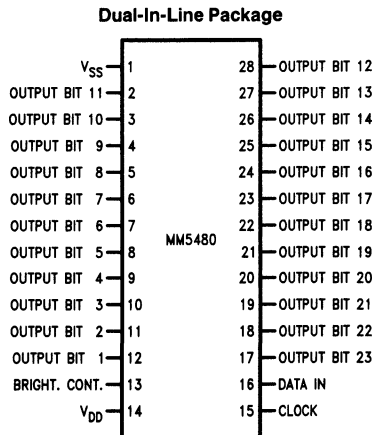 Dual-In-Line Package
VSS 1 28 OUTPUT BIT 12
OUTPUT BIT 11 2 27 OUTPUT BIT 13
OUTPUT BIT 10 3 26 OUTPUT BIT 14
OUTPUT BIT 9 4 25 OUTPUT BIT 15
OUTPUT BIT 8 5 24 OUTPUT BIT 16
OUTPUT BIT 7 6 23 OUTPUT BIT 17
OUTPUT BIT 6 7 22 OUTPUT BIT 18
MM5480
OUTPUT BIT 5 8 21 OUTPUT BIT 19
OUTPUT BIT 4 9 20 OUTPUT BIT 20
OUTPUT BIT 3 10 19 OUTPUT BIT 21
OUTPUT BIT 2 11 18 OUTPUT BIT 22
OUTPUT BIT 1 12 17 OUTPUT BIT 23
BRIGHT. CONT. 13 16 DATA IN
VDD 14 15 CLOCK